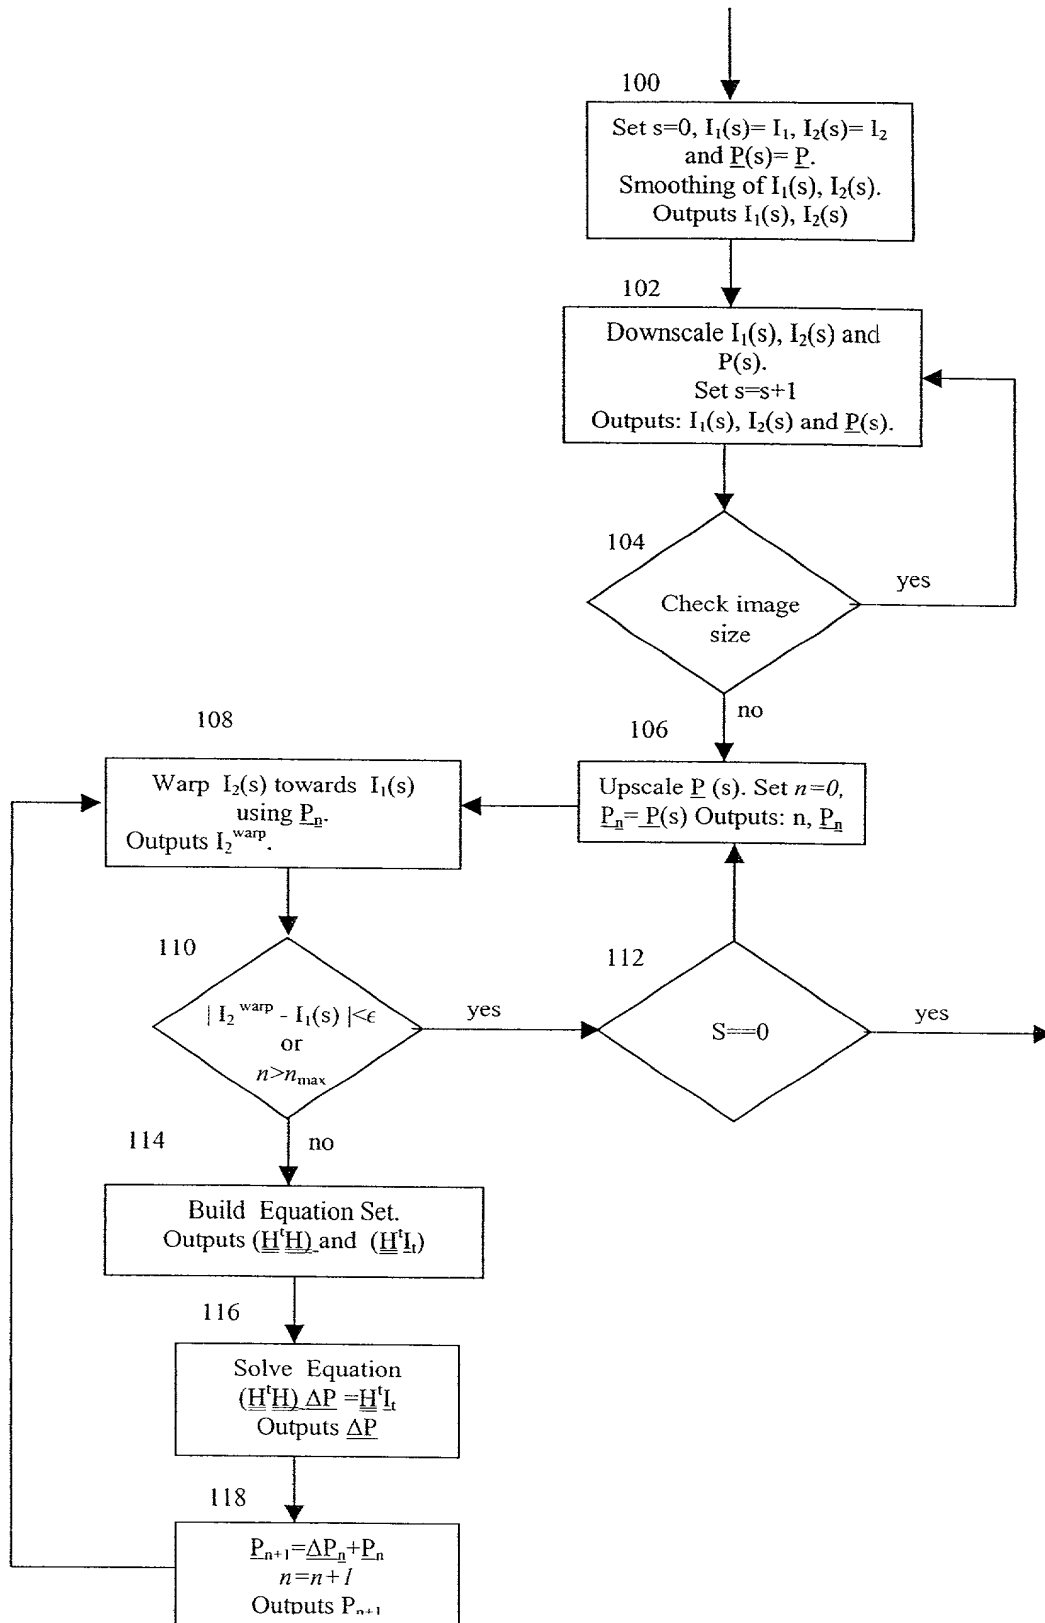 100
Set s=0, I₁(s)= I₁, I₂(s)= I₂
and P(s)= P.
Smoothing of I₁(s), I₂(s).
Outputs I₁(s), I₂(s)
102
Downscale I₁(s), I₂(s) and
P(s).
Set s=s+1
Outputs: I₁(s), I₂(s) and P(s).
104
Check image
size
yes
no
106
Upscale P (s). Set n=0,
Pₙ= P(s) Outputs: n, Pₙ
108
Warp I₂(s) towards I₁(s)
using Pₙ.
Outputs I₂ʷᵃʳᵖ.
110
| I₂ ʷᵃʳᵖ - I₁(s) |<ϵ
or
n>nₘₐₓ
yes
112
S==0
yes
no
114
Build Equation Set.
Outputs (HᵗH) and (HᵗIₜ)
116
Solve Equation
(HᵗH) ΔP =HᵗIₜ
Outputs ΔP
118
Pₙ₊₁=ΔPₙ+Pₙ
n=n+1
Outputs Pₙ₊₁